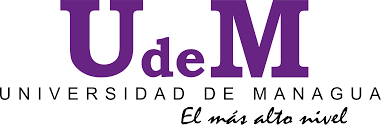 UdeM
UNIVERSIDAD DE MANAGUA
El más alto nivel